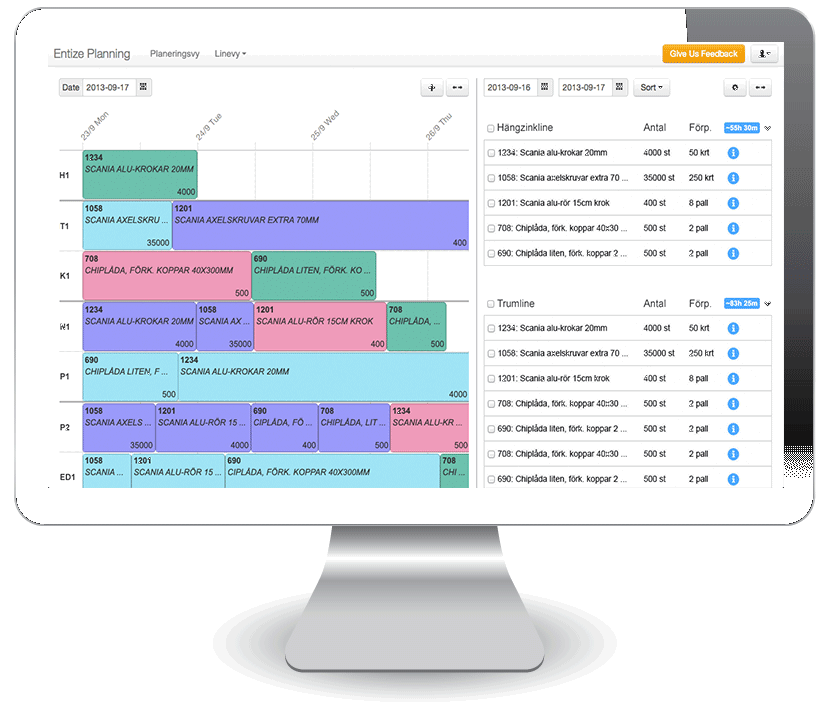 Entize Planning Planeringsvy Linevy Give Us Feedback
Date 2013-09-17
23/9 Mon 24/9 Tue 25/9 Wed 26/9 Thu
H1
1234
SCANIA ALU-KROKAR 20MM
4000
T1
1058 1201
SCANIA AXELSKRU ... SCANIA AXELSKRUVAR EXTRA 70MM
35000 400
K1
708 690
CHIPLÅDA, FÖRK. KOPPAR 40X300MM CHIPLÅDA LITEN, FÖRK. KO ...
500 500
W1
1234 1058 1201 708
SCANIA ALU-KROKAR 20MM SCANIA AX ... SCANIA ALU-RÖR 15CM KROK CHIPLÅDA, ...
4000 35000 400 500
P1
690 1234
CHIPLÅDA LITEN, F ... SCANIA ALU-KROKAR 20MM
500 4000
P2
1058 1201 690 708 1234
SCANIA AXELS ... SCANIA ALU-RÖR 15 ... CHIPLÅDA, FÖ ... CHIPLÅDA, LIT ... SCANIA ALU-KR ...
35000 4000 400 500 500
ED1
1058 1201 690 708
SCANIA ... SCANIA ALU-RÖR 15 ... CIPLÅDA, FÖRK. KOPPAR 40X300MM CHI ...
2013-09-16 2013-09-17 Sort
Hängzinkline Antal Förp. ~55h 30m
1234: Scania alu-krokar 20mm 4000 st 50 krt
1058: Scania axelskruvar extra 70 ... 35000 st 250 krt
1201: Scania alu-rör 15cm krok 400 st 8 pall
708: Chiplåda, förk. koppar 40x30 ... 500 st 2 pall
690: Chiplåda liten, förk. koppar 2 ... 500 st 2 pall
Trumline Antal Förp. ~83h 25m
1234: Scania alu-krokar 20mm 4000 st 50 krt
1058: Scania axelskruvar extra 70 ... 35000 st 250 krt
1201: Scania alu-rör 15cm krok 400 st 8 pall
708: Chiplåda, förk. koppar 40x30 ... 500 st 2 pall
690: Chiplåda liten, förk. koppar 2 ... 500 st 2 pall
708: Chiplåda, förk. koppar 40x30 ... 500 st 2 pall
690: Chiplåda liten, förk. koppar 2 ... 500 st 2 pall